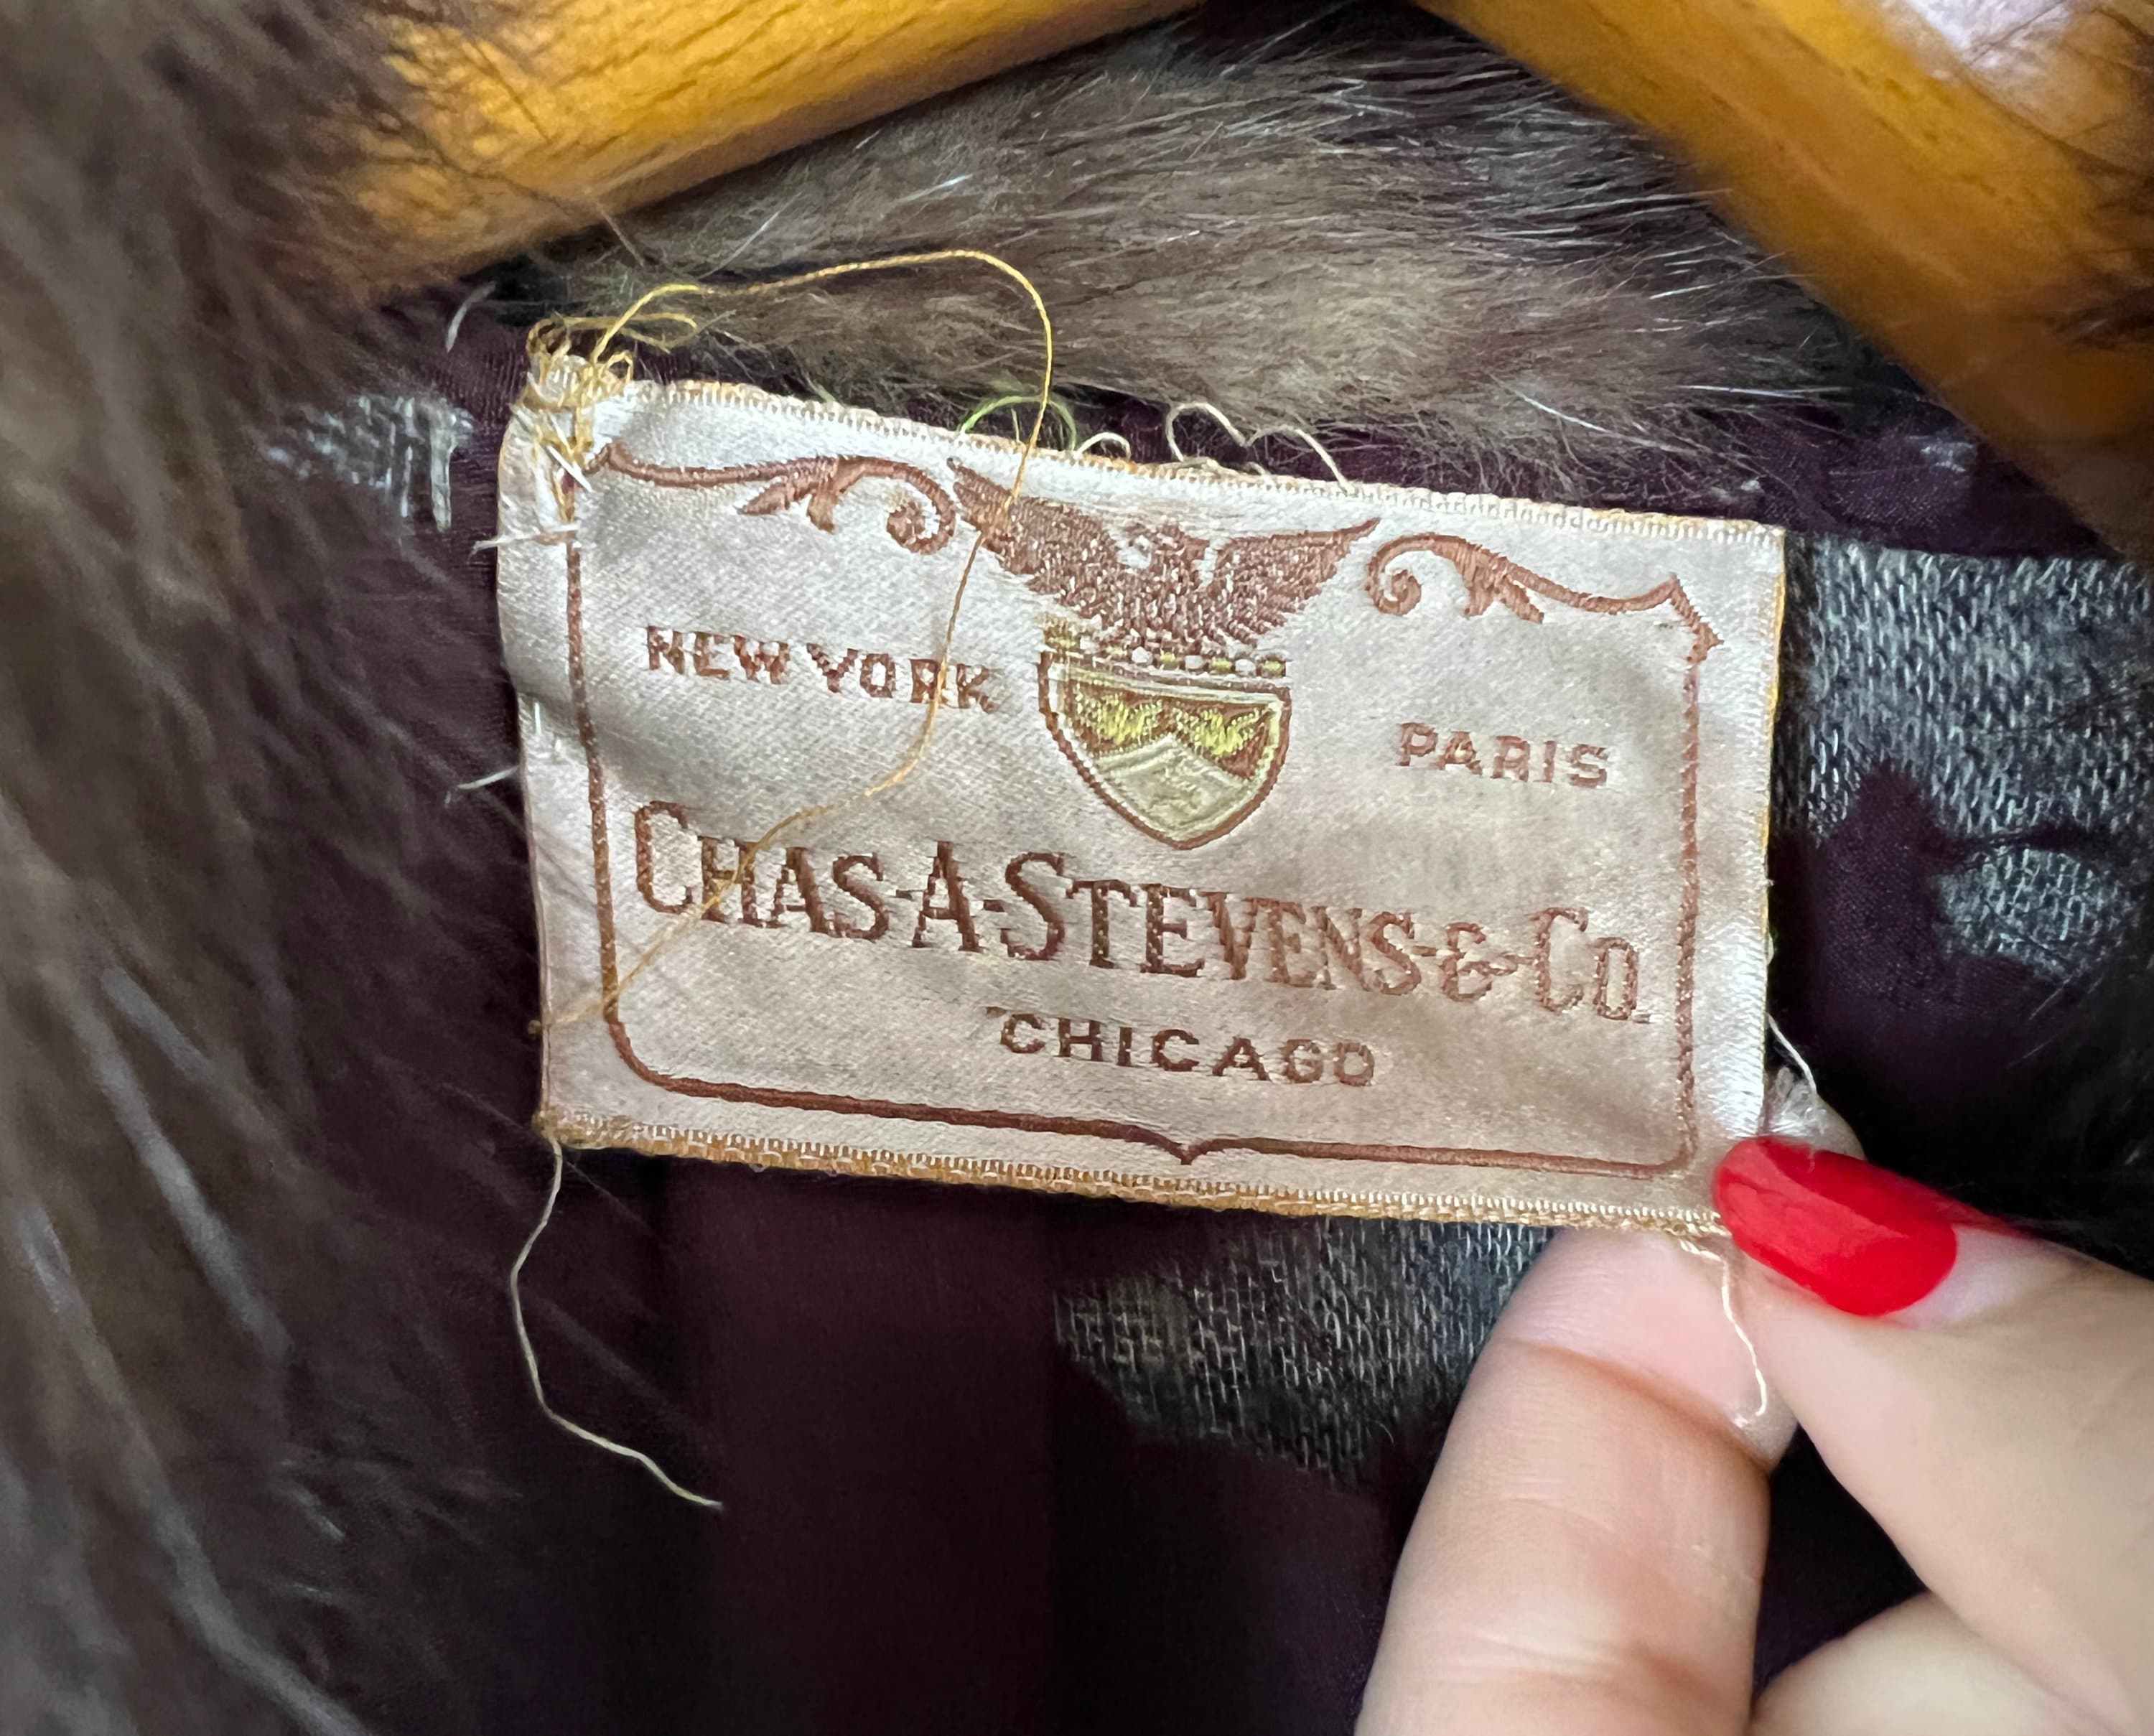 NEW YORK PARIS
CHAS-A-STEVENS-&-CO.
CHICAGO